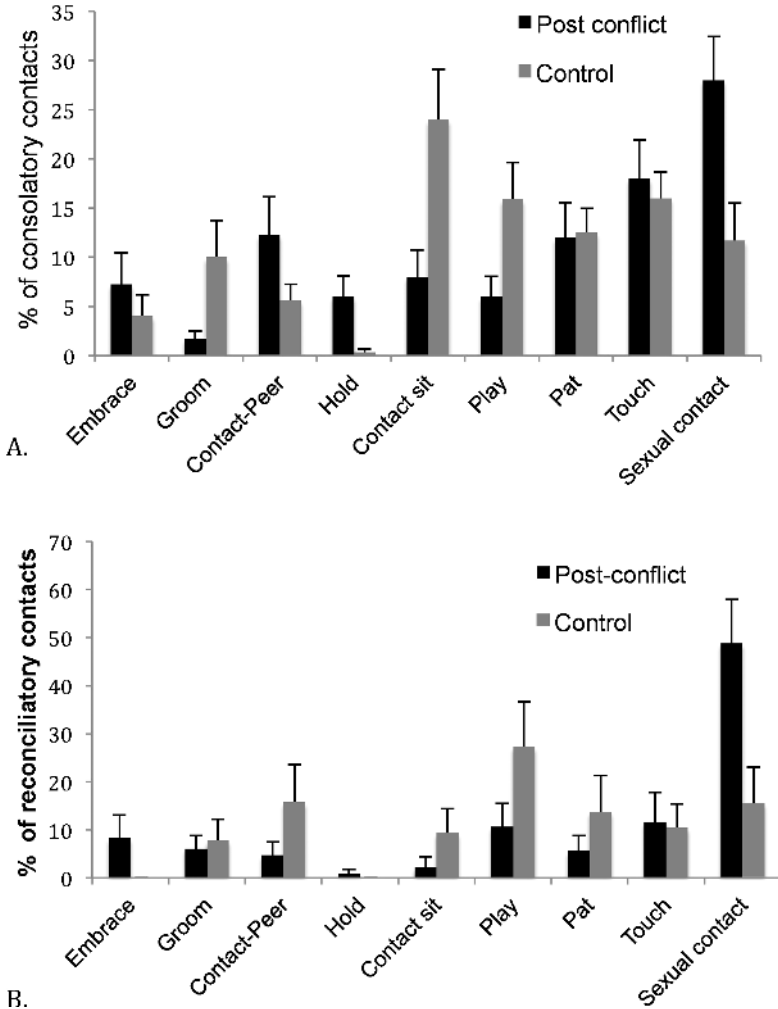 % of consolatory contacts
35
30
25
20
15
10
5
0
Post conflict
Control
Embrace
Groom
Contact-Peer
Hold
Contact sit
Play
Pat
Touch
Sexual contact
A.
% of reconciliatory contacts
70
60
50
40
30
20
10
0
Post-conflict
Control
Embrace
Groom
Contact-Peer
Hold
Contact sit
Play
Pat
Touch
Sexual contact
B.